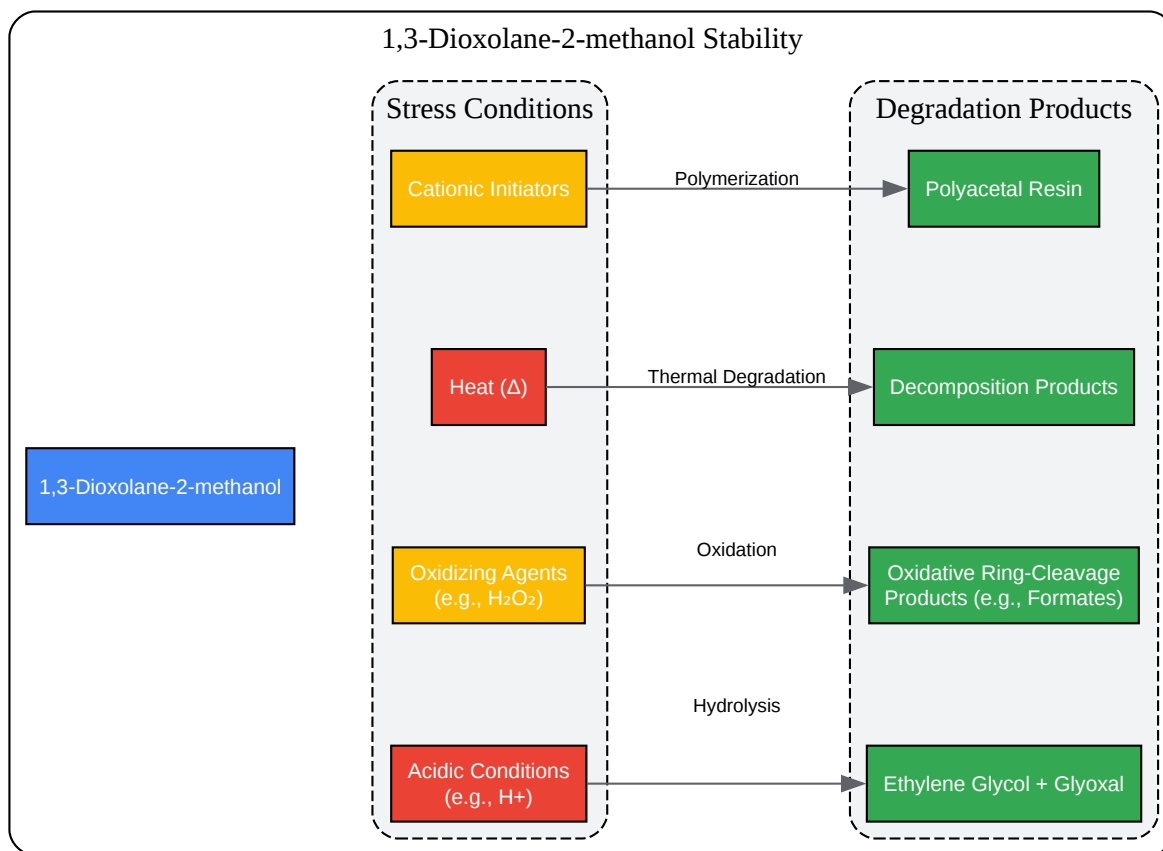 1,3-Dioxolane-2-methanol Stability
Stress Conditions
Degradation Products
Cationic Initiators
Polymerization
Polyacetal Resin
Heat (Δ)
Thermal Degradation
Decomposition Products
1,3-Dioxolane-2-methanol
Oxidizing Agents
(e.g., H₂O₂)
Oxidation
Oxidative Ring-Cleavage
Products (e.g., Formates)
Hydrolysis
Acidic Conditions
(e.g., H+)
Ethylene Glycol + Glyoxal